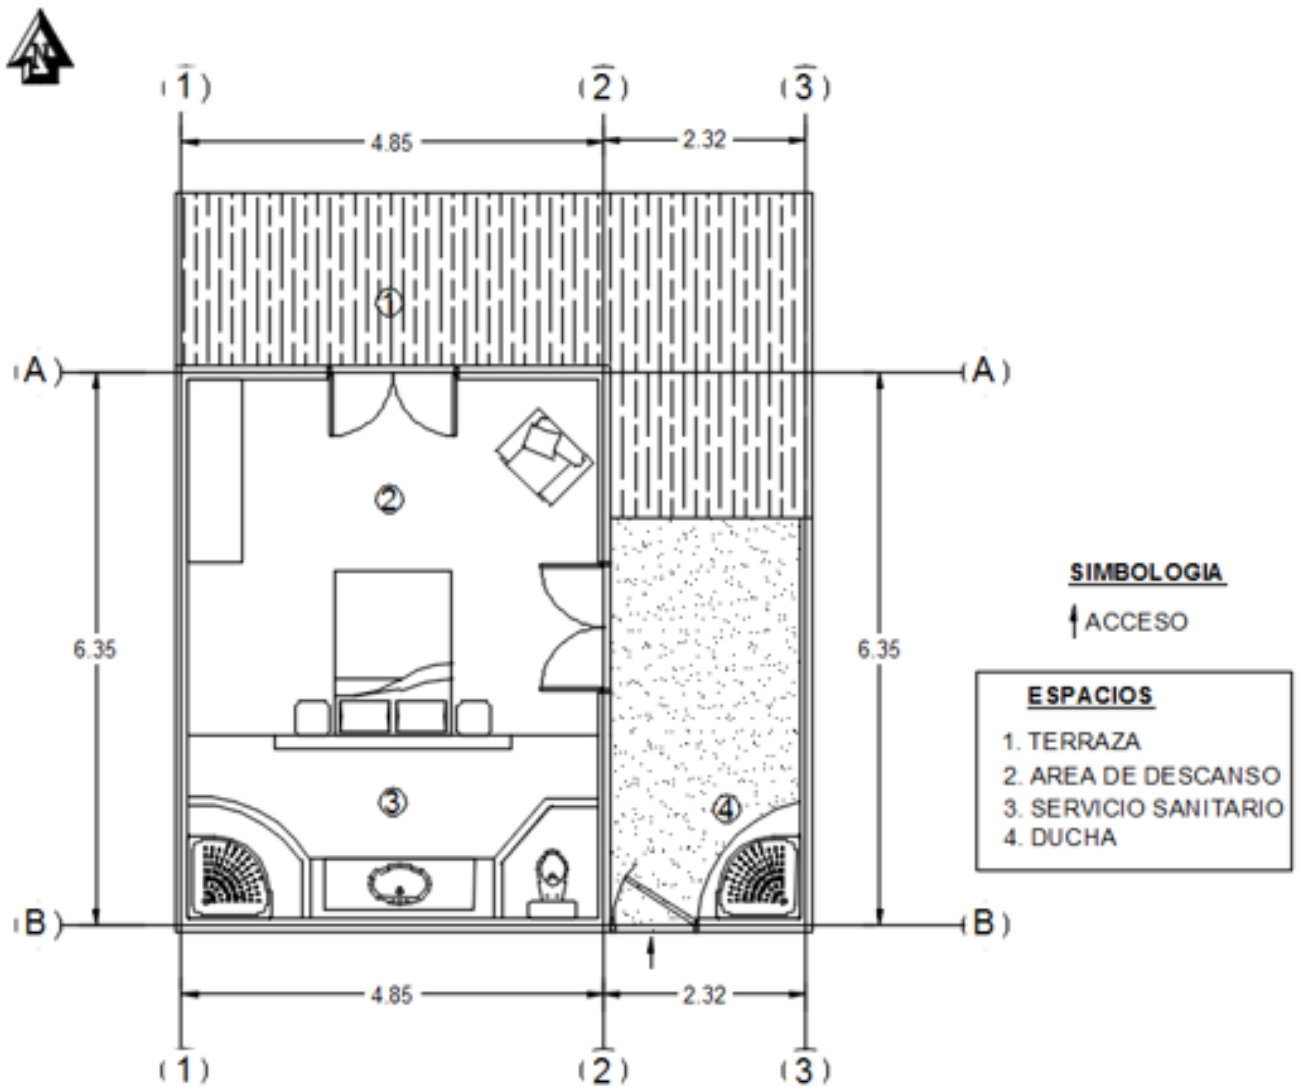 N
(1) (2) (3)
4.85 2.32
1
(A) (A)
2
6.35 6.35
SIMBOLOGIA
ACCESO
ESPACIOS
1. TERRAZA
2. AREA DE DESCANSO
3. SERVICIO SANITARIO
4. DUCHA
3 4
(B) (B)
4.85 2.32
(1) (2) (3)